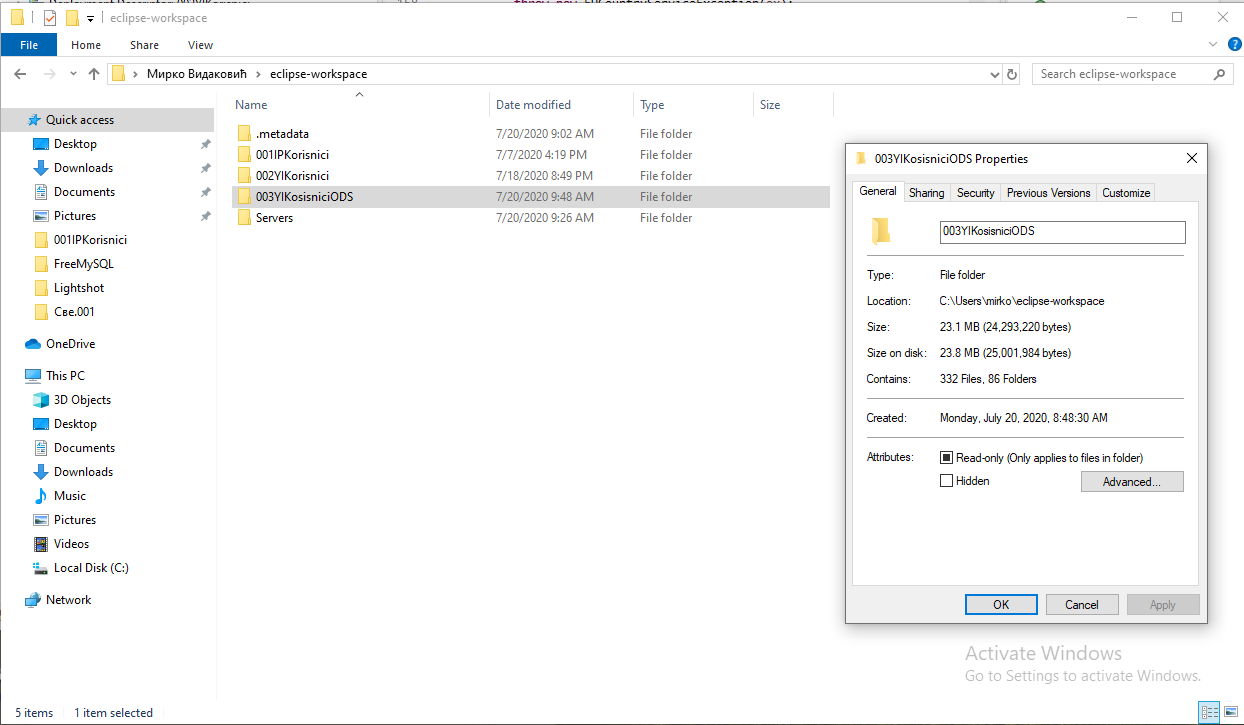 eclipse-workspace
File Home Share View
Мирко Видаковић > eclipse-workspace
Search eclipse-workspace
Name Date modified Type Size
Quick access
Desktop
Downloads
Documents
Pictures
001IPKorisnici
FreeMySQL
Lightshot
Све.001
OneDrive
This PC
3D Objects
Desktop
Documents
Downloads
Music
Pictures
Videos
Local Disk (C:)
Network
.metadata 7/20/2020 9:02 AM File folder
001IPKorisnici 7/7/2020 4:19 PM File folder
002YIKorisnici 7/18/2020 8:49 PM File folder
003YIKosisniciODS 7/20/2020 9:48 AM File folder
Servers 7/20/2020 9:26 AM File folder
003YIKosisniciODS Properties
General Sharing Security Previous Versions Customize
003YIKosisniciODS
Type: File folder
Location: C:\Users\mirko\eclipse-workspace
Size: 23.1 MB (24,293,220 bytes)
Size on disk: 23.8 MB (25,001,984 bytes)
Contains: 332 Files, 86 Folders
Created: Monday, July 20, 2020, 8:48:30 AM
Attributes: Read-only (Only applies to files in folder)
Hidden Advanced...
OK Cancel Apply
Activate Windows
Go to Settings to activate Windows.
5 items 1 item selected